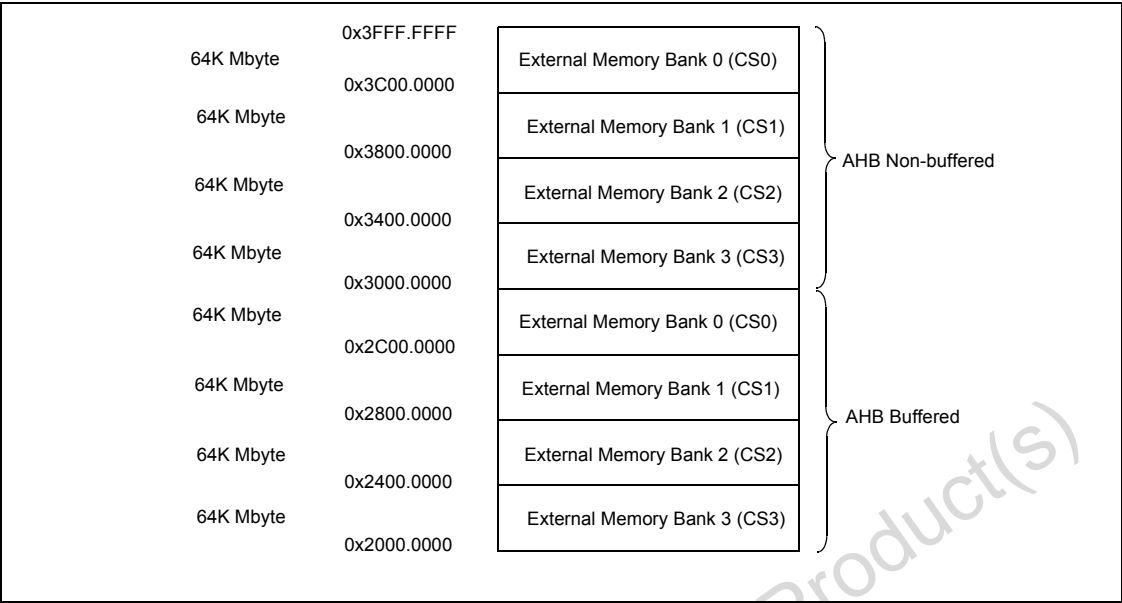 0x3FFF.FFFF
64K Mbyte External Memory Bank 0 (CS0)
0x3C00.0000
64K Mbyte External Memory Bank 1 (CS1)
0x3800.0000
AHB Non-buffered
64K Mbyte External Memory Bank 2 (CS2)
0x3400.0000
64K Mbyte External Memory Bank 3 (CS3)
0x3000.0000
64K Mbyte External Memory Bank 0 (CS0)
0x2C00.0000
64K Mbyte External Memory Bank 1 (CS1)
0x2800.0000
AHB Buffered
64K Mbyte External Memory Bank 2 (CS2)
0x2400.0000
64K Mbyte External Memory Bank 3 (CS3)
0x2000.0000
Product(s)